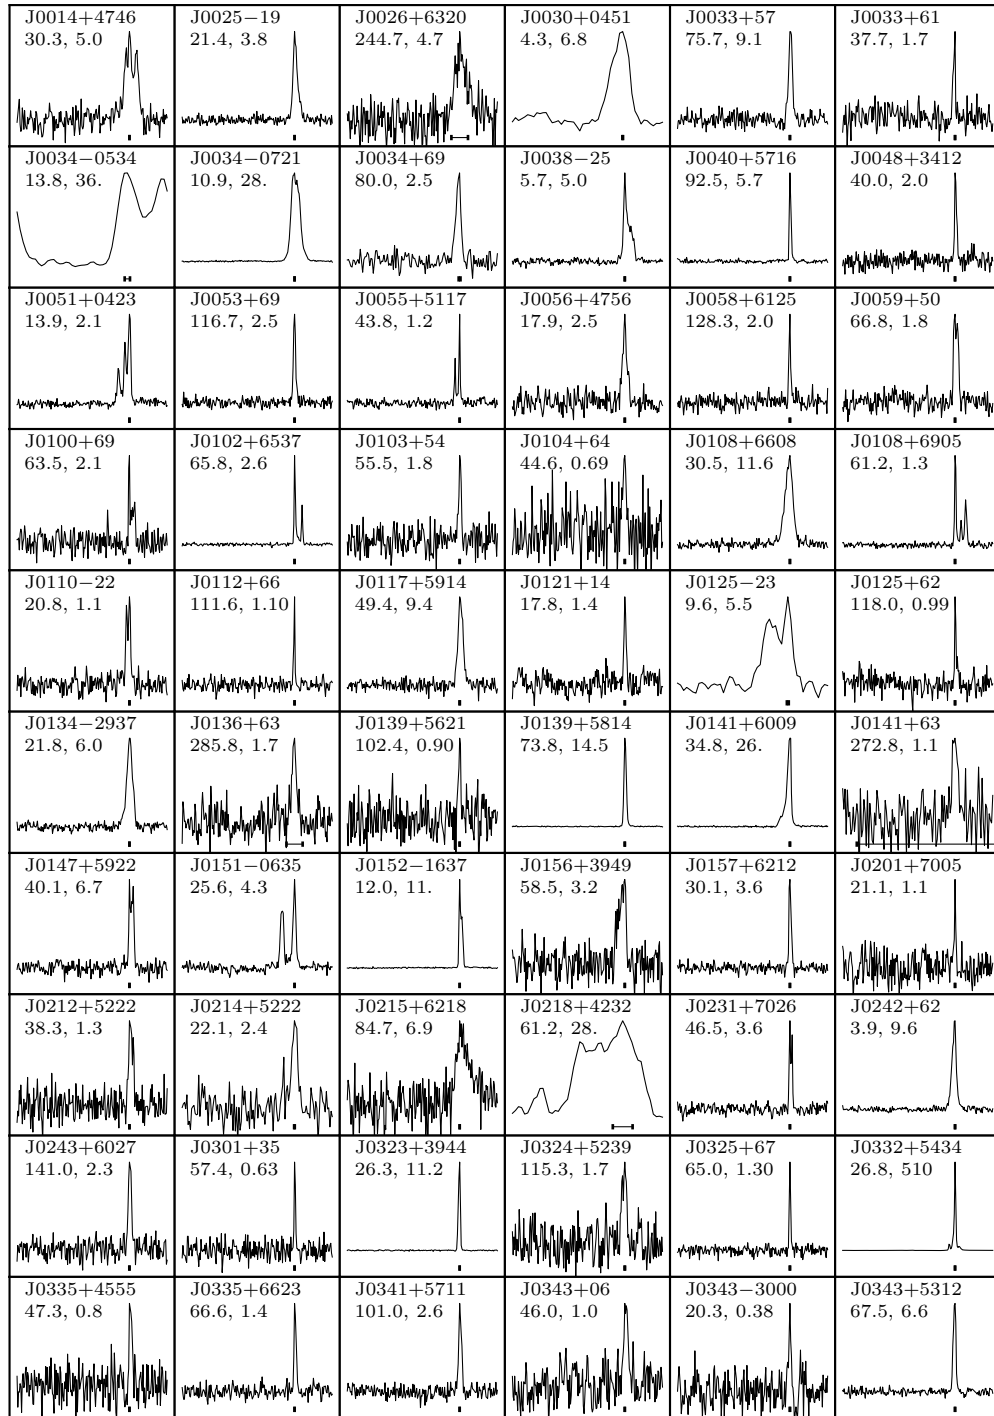 J0014+4746
30.3, 5.0
J0025−19
21.4, 3.8
J0026+6320
244.7, 4.7
J0030+0451
4.3, 6.8
J0033+57
75.7, 9.1
J0033+61
37.7, 1.7
J0034−0534
13.8, 36.
J0034−0721
10.9, 28.
J0034+69
80.0, 2.5
J0038−25
5.7, 5.0
J0040+5716
92.5, 5.7
J0048+3412
40.0, 2.0
J0051+0423
13.9, 2.1
J0053+69
116.7, 2.5
J0055+5117
43.8, 1.2
J0056+4756
17.9, 2.5
J0058+6125
128.3, 2.0
J0059+50
66.8, 1.8
J0100+69
63.5, 2.1
J0102+6537
65.8, 2.6
J0103+54
55.5, 1.8
J0104+64
44.6, 0.69
J0108+6608
30.5, 11.6
J0108+6905
61.2, 1.3
J0110−22
20.8, 1.1
J0112+66
111.6, 1.10
J0117+5914
49.4, 9.4
J0121+14
17.8, 1.4
J0125−23
9.6, 5.5
J0125+62
118.0, 0.99
J0134−2937
21.8, 6.0
J0136+63
285.8, 1.7
J0139+5621
102.4, 0.90
J0139+5814
73.8, 14.5
J0141+6009
34.8, 26.
J0141+63
272.8, 1.1
J0147+5922
40.1, 6.7
J0151−0635
25.6, 4.3
J0152−1637
12.0, 11.
J0156+3949
58.5, 3.2
J0157+6212
30.1, 3.6
J0201+7005
21.1, 1.1
J0212+5222
38.3, 1.3
J0214+5222
22.1, 2.4
J0215+6218
84.7, 6.9
J0218+4232
61.2, 28.
J0231+7026
46.5, 3.6
J0242+62
3.9, 9.6
J0243+6027
141.0, 2.3
J0301+35
57.4, 0.63
J0323+3944
26.3, 11.2
J0324+5239
115.3, 1.7
J0325+67
65.0, 1.30
J0332+5434
26.8, 510
J0335+4555
47.3, 0.8
J0335+6623
66.6, 1.4
J0341+5711
101.0, 2.6
J0343+06
46.0, 1.0
J0343−3000
20.3, 0.38
J0343+5312
67.5, 6.6